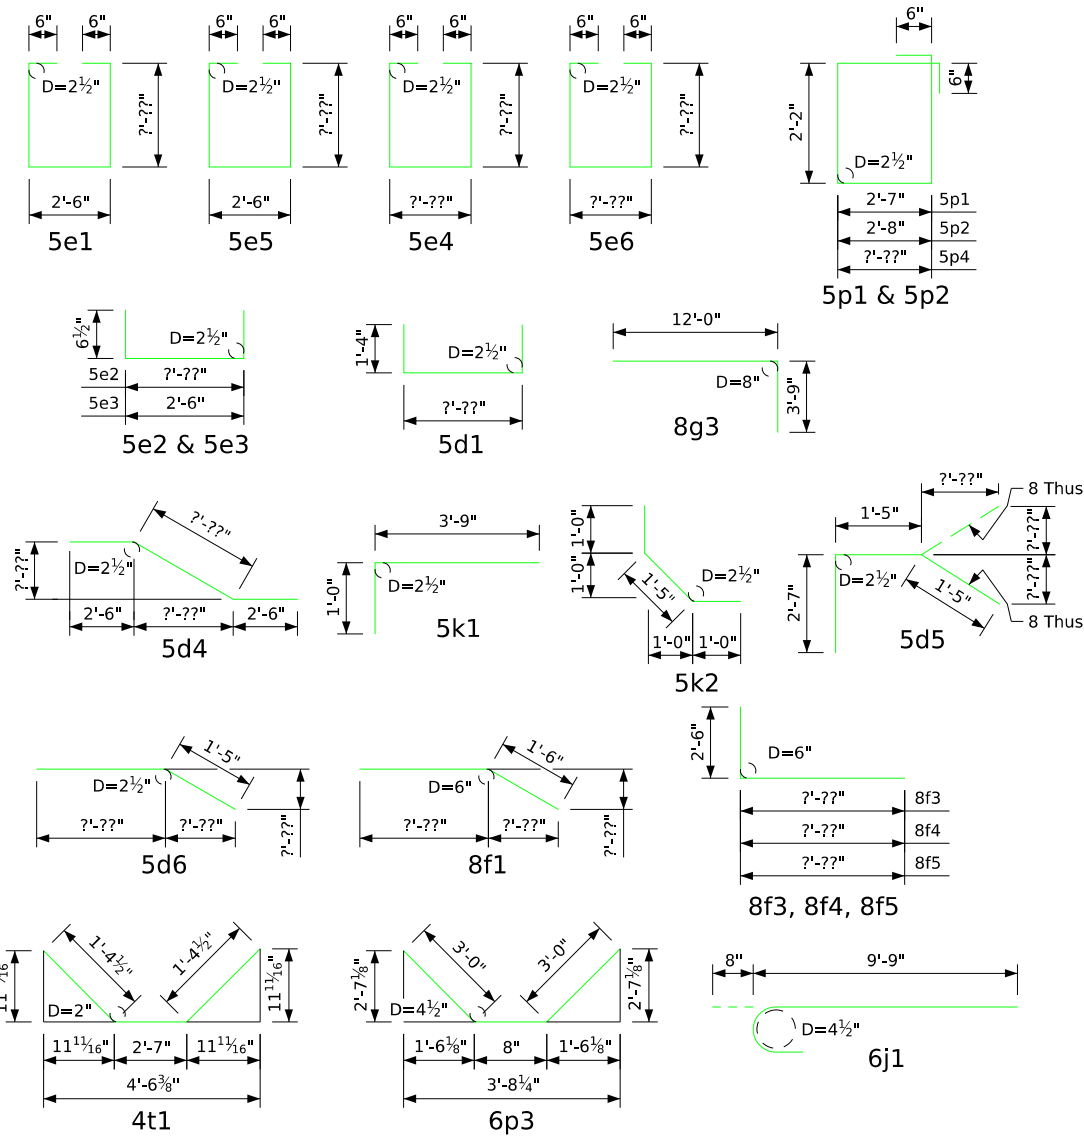 6" 6"
D=2½"
?'-??"
2'-6"
5e1
6" 6"
D=2½"
?'-??"
2'-6"
5e5
6" 6"
D=2½"
?'-??"
?'-??"
5e4
6" 6"
D=2½"
?'-??"
?'-??"
5e6
6"
6"
2'-2"
D=2½"
2'-7" 5p1
2'-8" 5p2
?'-??" 5p4
5p1 & 5p2
6½"
D=2½"
5e2 ?'-??"
5e3 2'-6"
5e2 & 5e3
1'-4"
D=2½"
?'-??"
5d1
12'-0"
D=8"
3'-9"
8g3
?'-??"
?'-??"
D=2½"
2'-6" ?'-??" 2'-6"
5d4
3'-9"
D=2½"
1'-0"
5k1
1'-0"
1'-0"
1'-5"
D=2½"
1'-0" 1'-0"
5k2
?'-??"
8 Thus
1'-5"
?'-??"
D=2½"
?'-??"
1'-5"
2'-7"
8 Thus
5d5
1'-5"
D=2½"
?'-??" ?'-??"
?'-??"
5d6
1'-6"
D=6"
?'-??" ?'-??"
?'-??"
8f1
2'-6"
D=6"
?'-??" 8f3
?'-??" 8f4
?'-??" 8f5
8f3, 8f4, 8f5
1'-4½" 1'-4½"
11 11/16 11 11/16"
D=2"
11 11/16" 2'-7" 11 11/16"
4'-6⅜"
4t1
3'-0" 3'-0"
2'-7⅛" 2'-7⅛"
D=4½"
1'-6⅛" 8" 1'-6⅛"
3'-8¼"
6p3
8" 9'-9"
D=4½"
6j1